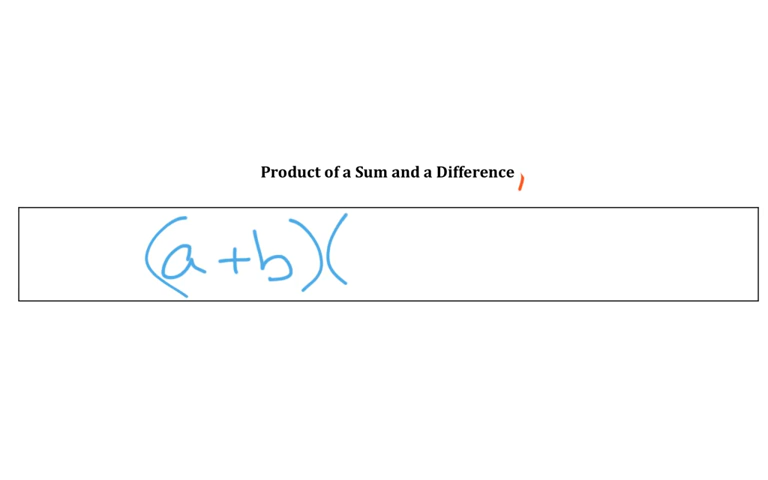 Product of a Sum and a Difference
(a+b)(